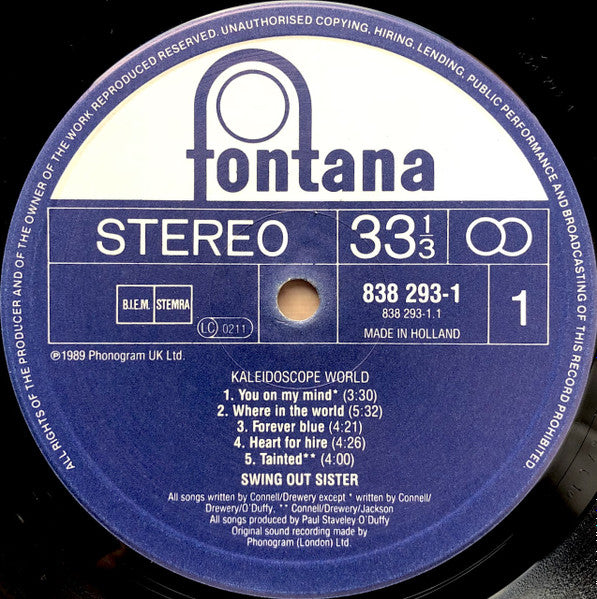 ALL RIGHTS OF THE PRODUCER AND OF THE OWNER OF THE WORK REPRODUCED RESERVED. UNAUTHORISED COPYING, HIRING, LENDING, PUBLIC PERFORMANCE AND BROADCASTING OF THIS RECORD PROHIBITED
fontana
STEREO
33 1/3
B.I.E.M. STEMRA
LC 0211
838 293-1
838 293-1.1
MADE IN HOLLAND
1
℗1989 Phonogram UK Ltd.
KALEIDOSCOPE WORLD
1. You on my mind* (3:30)
2. Where in the world (5:32)
3. Forever blue (4:21)
4. Heart for hire (4:26)
5. Tainted** (4:00)
SWING OUT SISTER
All songs written by Connell/Drewery except * written by Connell/
Drewery/O'Duffy, ** Connell/Drewery/Jackson
All songs produced by Paul Staveley O'Duffy
Original sound recording made by
Phonogram (London) Ltd.